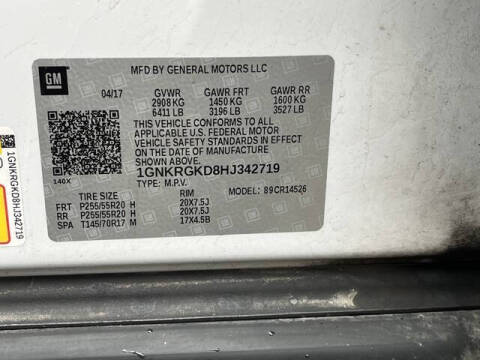 GM
MFD BY GENERAL MOTORS LLC
04/17 GVWR GAWR FRT GAWR RR
2908 KG 1450 KG 1600 KG
6411 LB 3196 LB 3527 LB
THIS VEHICLE CONFORMS TO ALL
APPLICABLE U.S. FEDERAL MOTOR
VEHICLE SAFETY STANDARDS IN
EFFECT ON THE DATE OF MANUFACTURE
SHOWN ABOVE.
1GNKRGKD8HJ342719
140X TYPE: M.P.V. MODEL: 89CR14526
TIRE SIZE RIM
FRT P255/55R20 H 20X7.5J
RR P255/55R20 H 20X7.5J
SPA T145/70R17 M 17X4.5B
1GNKRGKD8HJ342719